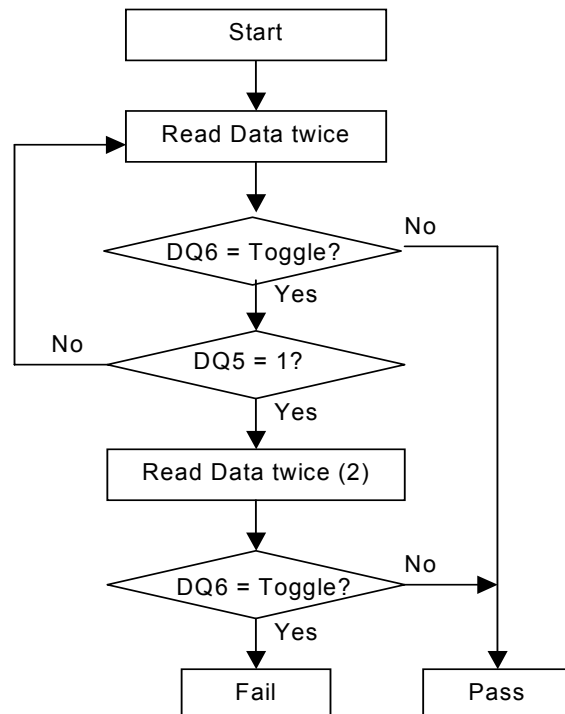 Start
Read Data twice
DQ6 = Toggle?
No
Yes
No
DQ5 = 1?
Yes
Read Data twice (2)
DQ6 = Toggle?
No
Yes
Fail
Pass